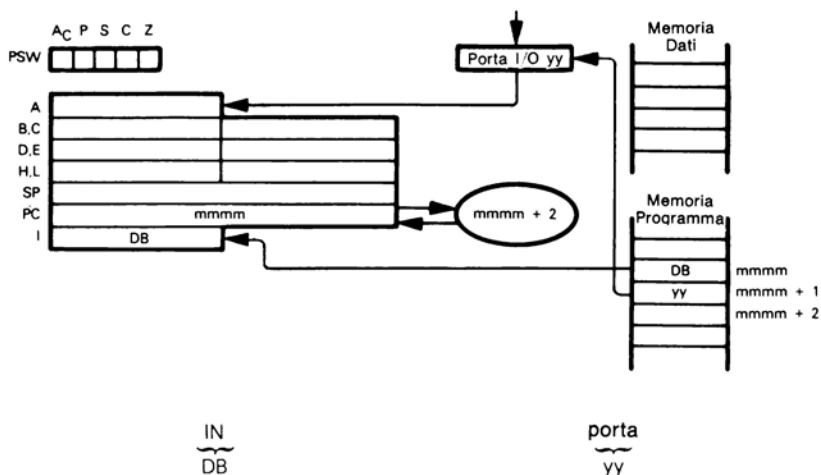 AC P S C Z
PSW
A
B,C
D,E
H,L
SP
PC mmmm
I DB
Porta I/O yy
mmmm + 2
Memoria
Dati
Memoria
Programma
DB mmmm
yy mmmm + 1
mmmm + 2
IN
DB
porta
yy